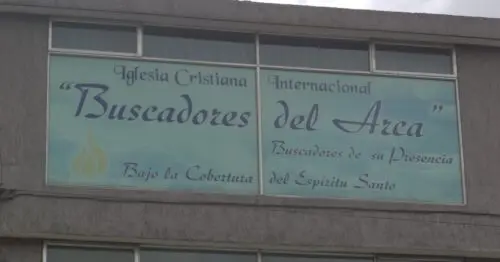 Iglesia Cristiana Internacional
"Buscadores del Arca"
Buscadores de su Presencia
Bajo la Cobertura del Espíritu Santo